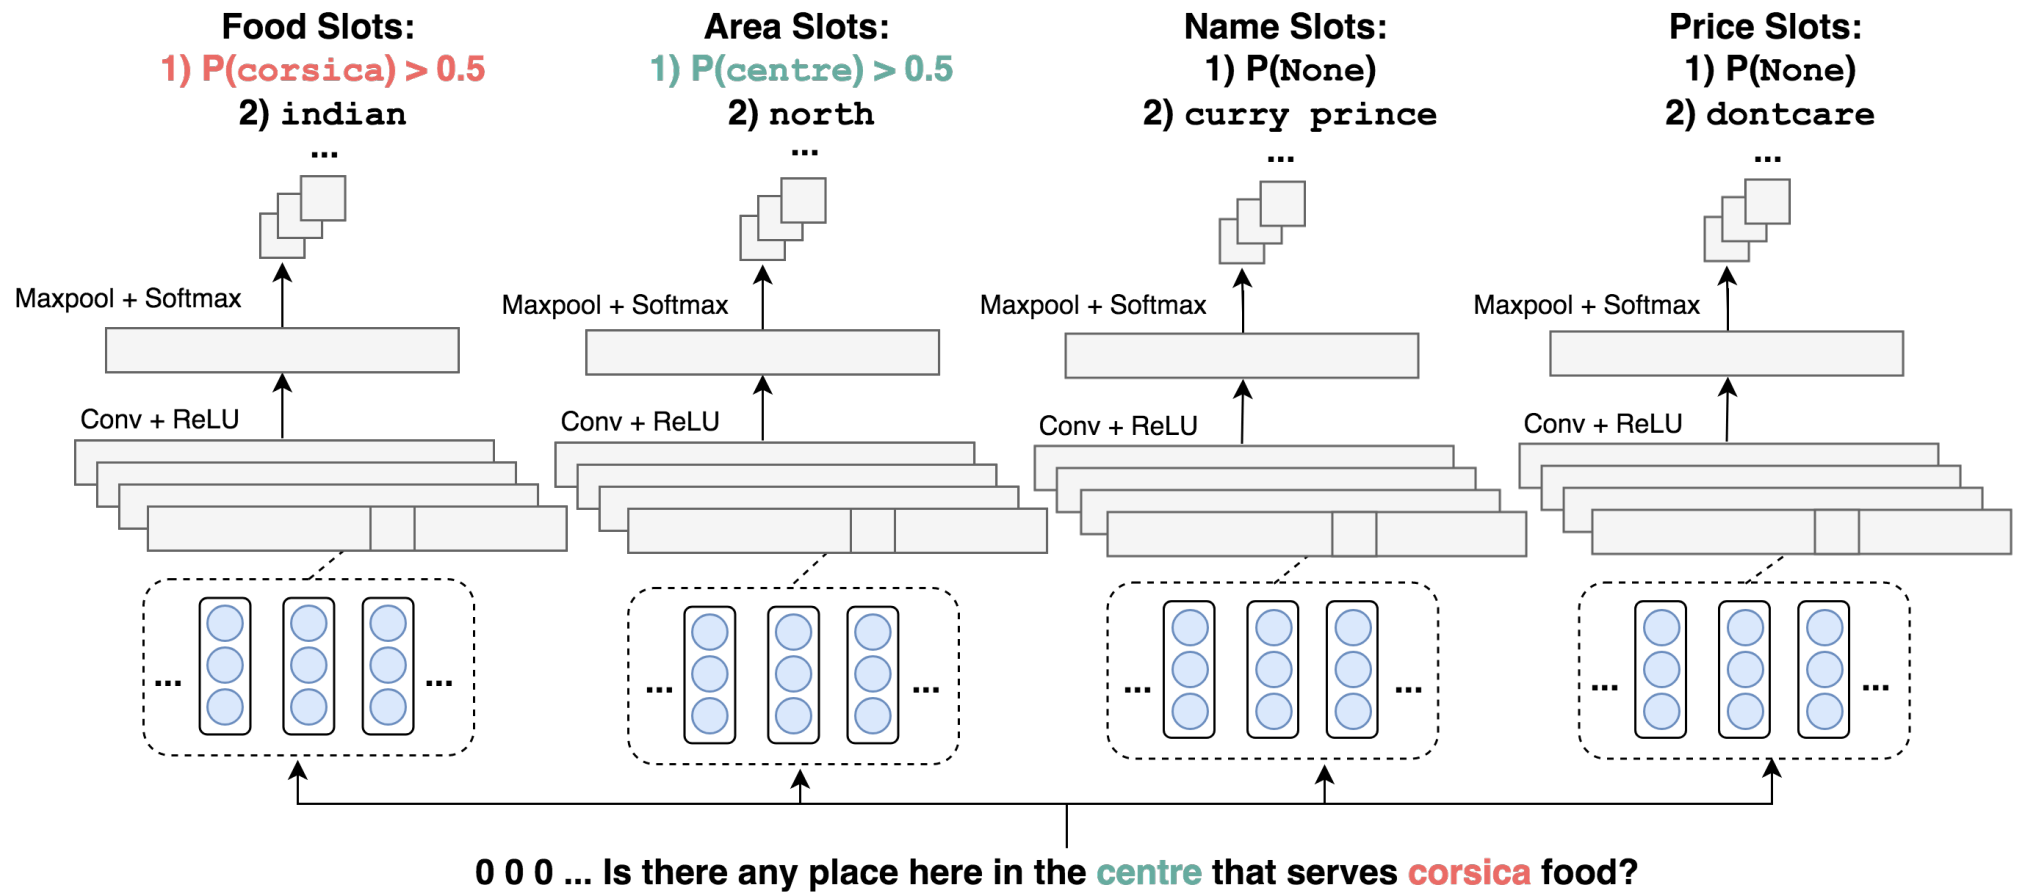 Food Slots:
1) P(corsica) > 0.5
2) indian
...
Area Slots:
1) P(centre) > 0.5
2) north
...
Name Slots:
1) P(None)
2) curry prince
...
Price Slots:
1) P(None)
2) dontcare
...
Maxpool + Softmax
Maxpool + Softmax
Maxpool + Softmax
Maxpool + Softmax
Conv + ReLU
Conv + ReLU
Conv + ReLU
Conv + ReLU
... ...
... ...
... ...
... ...
0 0 0 ... Is there any place here in the centre that serves corsica food?